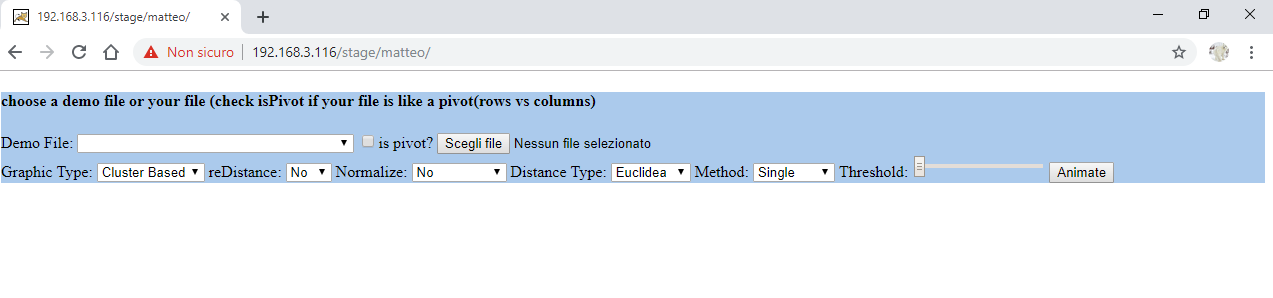 192.168.3.116/stage/matteo/
Non sicuro 192.168.3.116/stage/matteo/
choose a demo file or your file (check isPivot if your file is like a pivot(rows vs columns)
Demo File: is pivot? Scegli file Nessun file selezionato
Graphic Type: Cluster Based reDistance: No Normalize: No Distance Type: Euclidea Method: Single Threshold: Animate